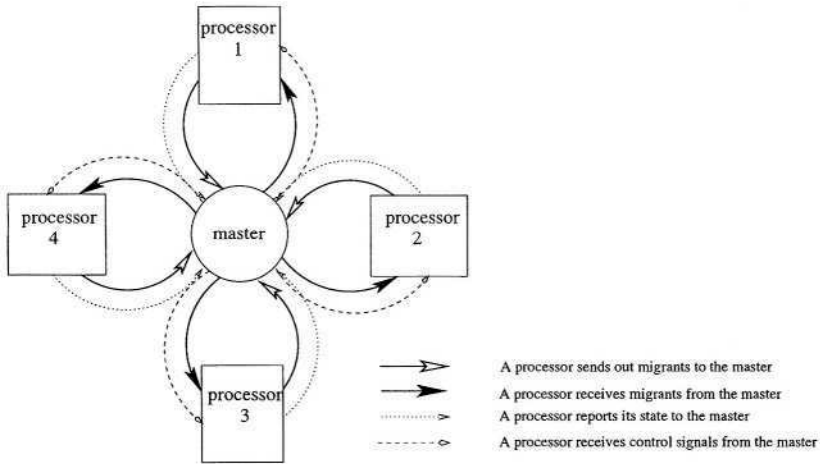 processor
1
processor
4
master
processor
2
processor
3
A processor sends out migrants to the master
A processor receives migrants from the master
A processor reports its state to the master
A processor receives control signals from the master